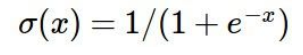 σ(x) = 1/(1 + e⁻ˣ)